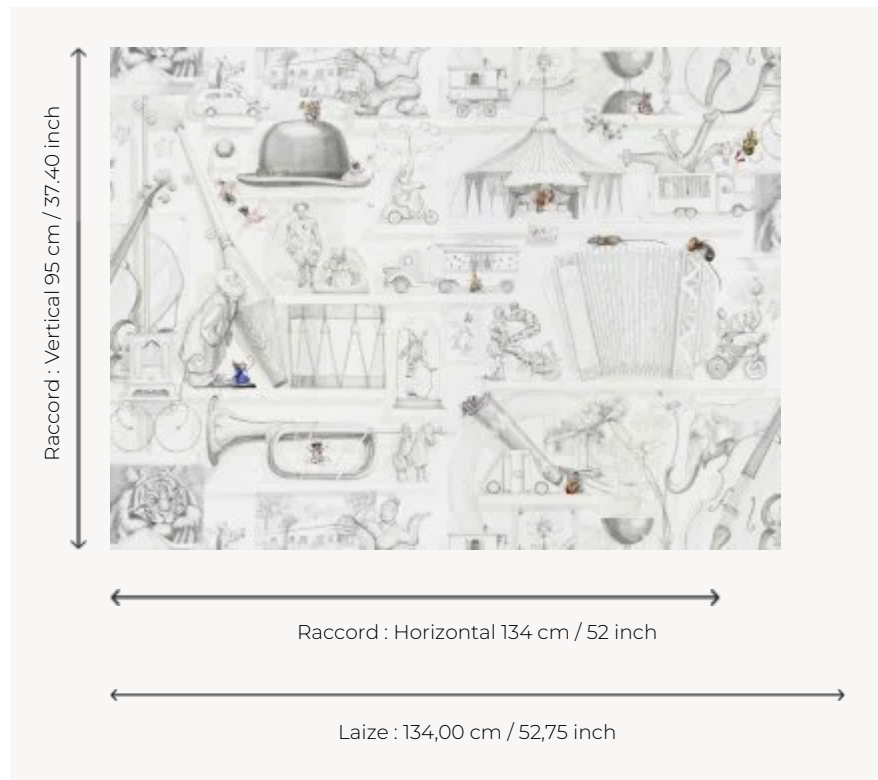 Raccord : Vertical 95 cm / 37.40 inch
Raccord : Horizontal 134 cm / 52 inch
Laize : 134,00 cm / 52,75 inch